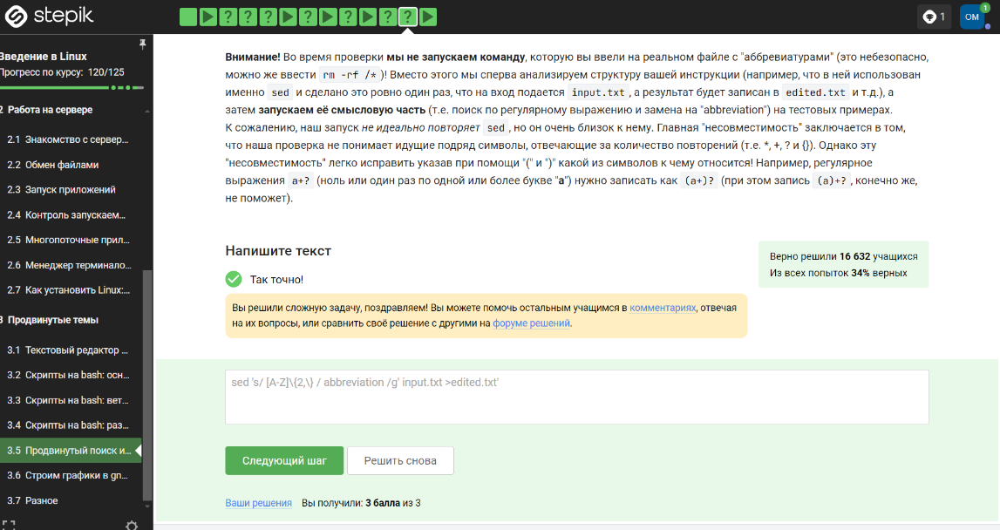 stepik
1
OM
1
Введение в Linux
Прогресс по курсу: 120/125
2 Работа на сервере
2.1 Знакомство с сервер...
2.2 Обмен файлами
2.3 Запуск приложений
2.4 Контроль запускаем...
2.5 Многопоточные прил...
2.6 Менеджер терминало...
2.7 Как установить Linux:...
3 Продвинутые темы
3.1 Текстовый редактор ...
3.2 Скрипты на bash: осн...
3.3 Скрипты на bash: вет...
3.4 Скрипты на bash: раз...
3.5 Продвинутый поиск и...
3.6 Строим графики в gn...
3.7 Разное
Внимание! Во время проверки мы не запускаем команду, которую вы ввели на реальном файле с "аббревиатурами" (это небезопасно,
можно же ввести rm -rf /* )! Вместо этого мы сперва анализируем структуру вашей инструкции (например, что в ней использован
именно sed и сделано это ровно один раз, что на вход подается input.txt , а результат будет записан в edited.txt и т.д.), а
затем запускаем её смысловую часть (т.е. поиск по регулярному выражению и замена на "abbreviation") на тестовых примерах.
К сожалению, наш запуск не идеально повторяет sed , но он очень близок к нему. Главная "несовместимость" заключается в том,
что наша проверка не понимает идущие подряд символы, отвечающие за количество повторений (т.е. *, +, ? и {}). Однако эту
"несовместимость" легко исправить указав при помощи "(" и ")" какой из символов к чему относится! Например, регулярное
выражения a+? (ноль или один раз по одной или более букве "a") нужно записать как (a+)? (при этом запись (a)+? , конечно же,
не поможет).
Напишите текст
Верно решили 16 632 учащихся
Из всех попыток 34% верных
Так точно!
Вы решили сложную задачу, поздравляем! Вы можете помочь остальным учащимся в комментариях, отвечая
на их вопросы, или сравнить своё решение с другими на форуме решений.
sed 's/ [A-Z]\{2,\} / abbreviation /g' input.txt >edited.txt'
Следующий шаг
Решить снова
Ваши решения Вы получили: 3 балла из 3